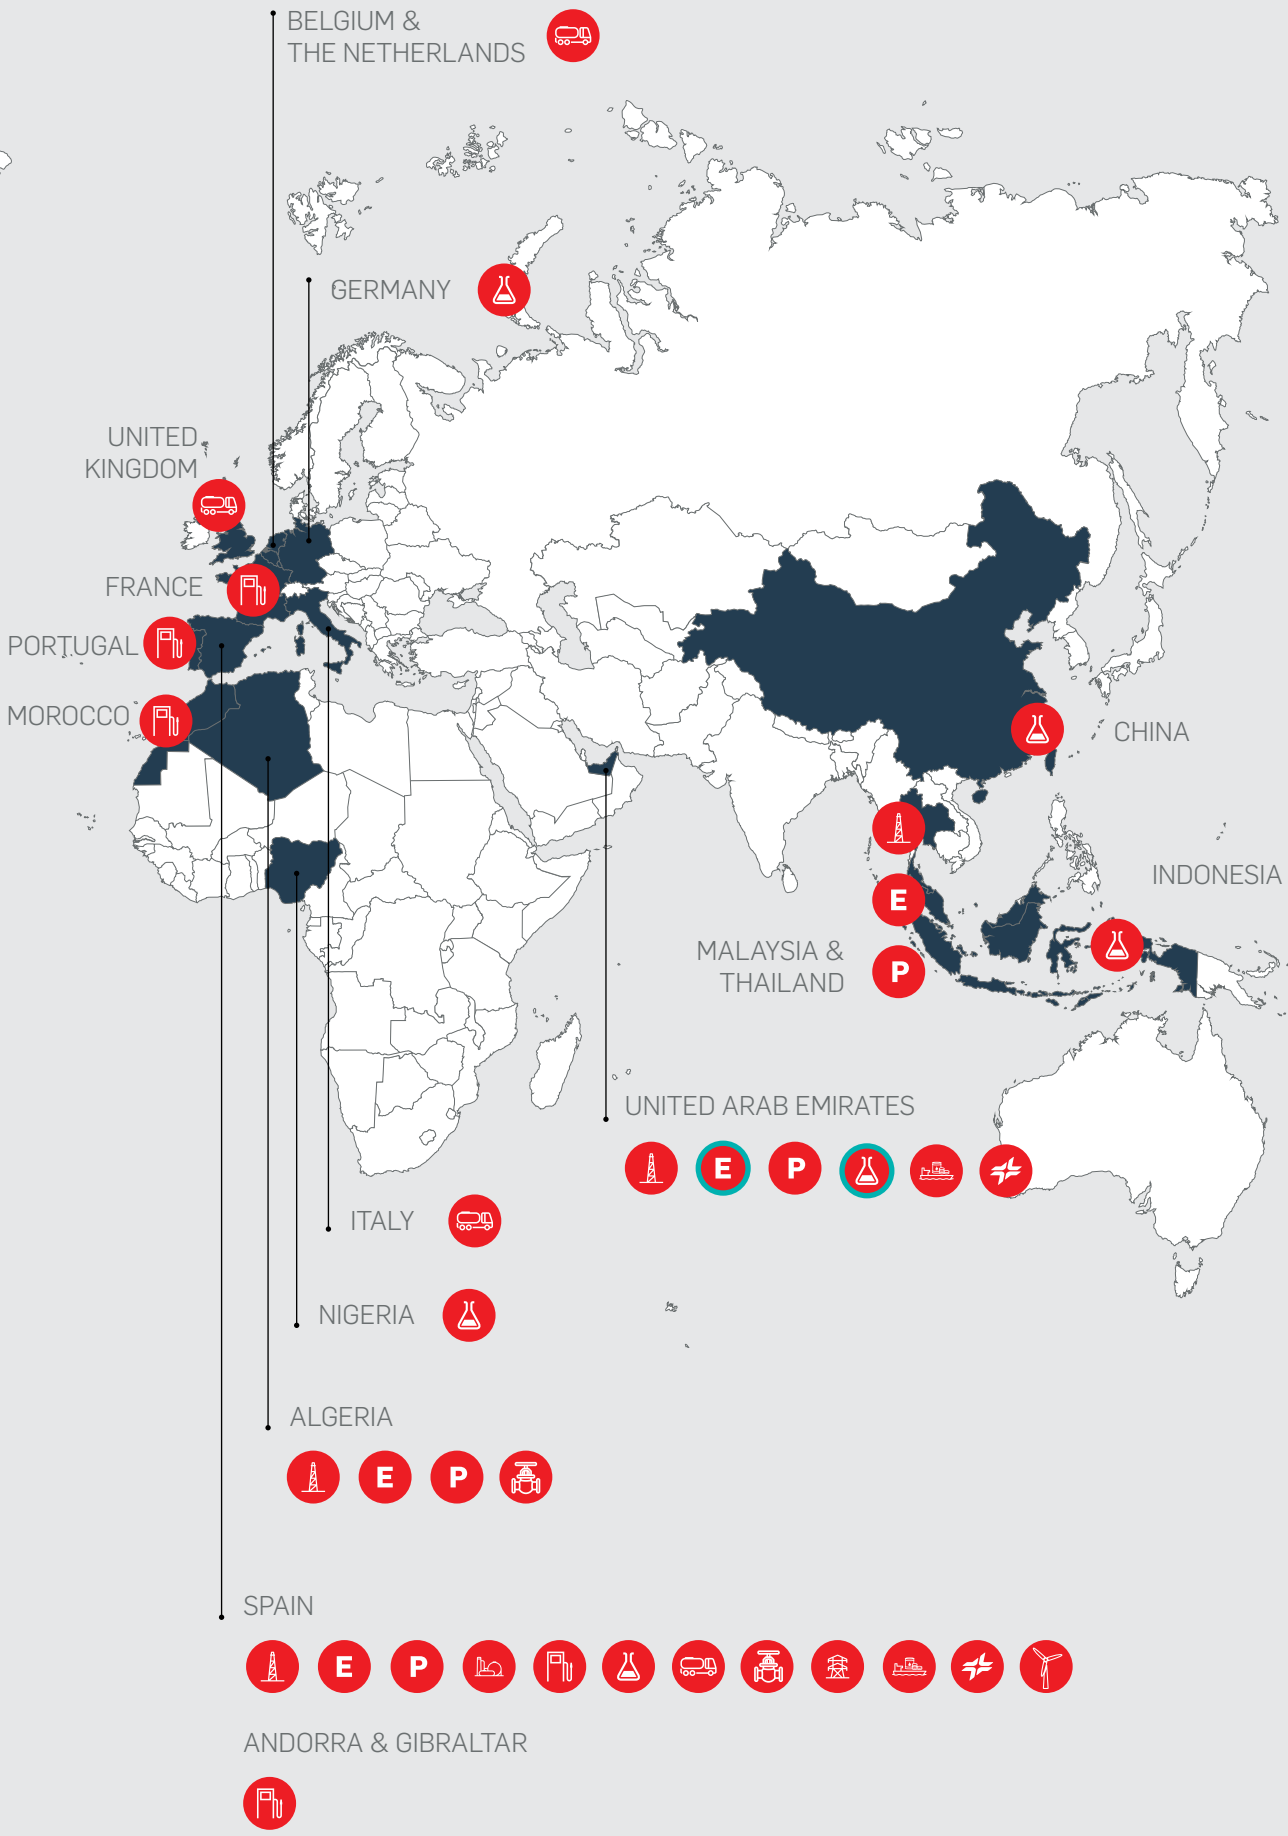 BELGIUM &
THE NETHERLANDS
GERMANY
UNITED
KINGDOM
FRANCE
PORTUGAL
MOROCCO
CHINA
INDONESIA
E
MALAYSIA &
THAILAND
P
UNITED ARAB EMIRATES
E P
ITALY
NIGERIA
ALGERIA
E P
SPAIN
E P
ANDORRA & GIBRALTAR